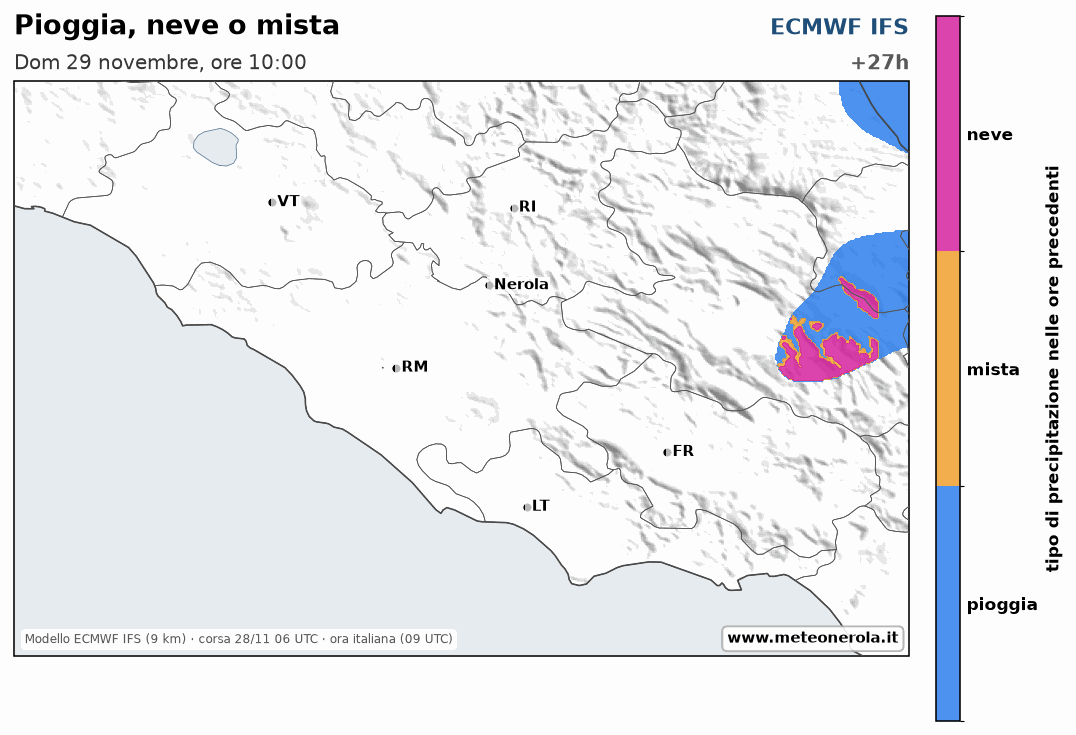 Pioggia, neve o mista
ECMWF IFS
Dom 29 novembre, ore 10:00
+27h
neve
mista
pioggia
tipo di precipitazione nelle ore precedenti
VT
RI
Nerola
RM
FR
LT
Modello ECMWF IFS (9 km) · corsa 28/11 06 UTC · ora italiana (09 UTC)
www.meteonerola.it